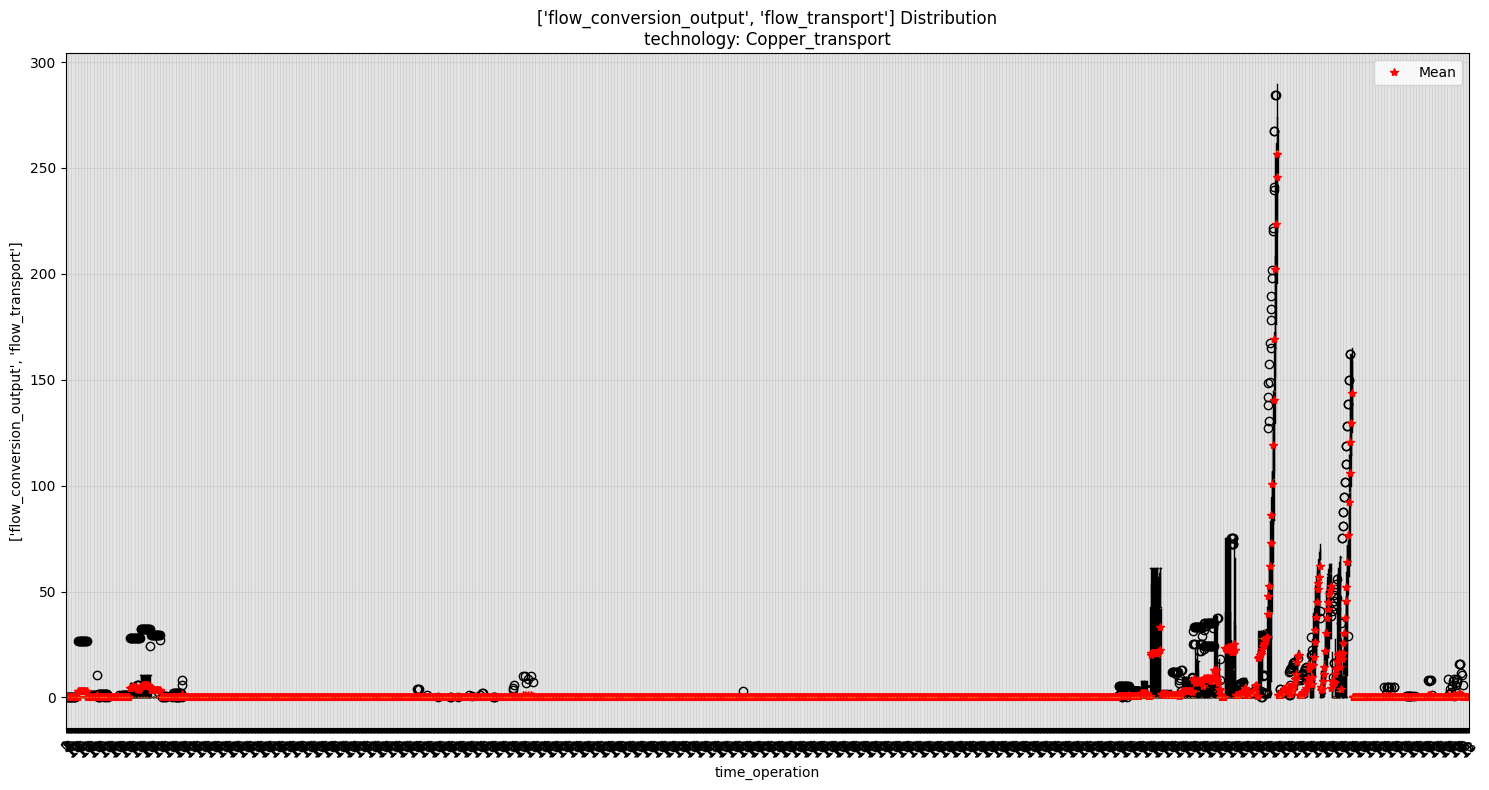 ['flow_conversion_output', 'flow_transport'] Distribution
technology: Copper_transport
Mean
300
250
200
150
100
50
0
['flow_conversion_output', 'flow_transport']
time_operation